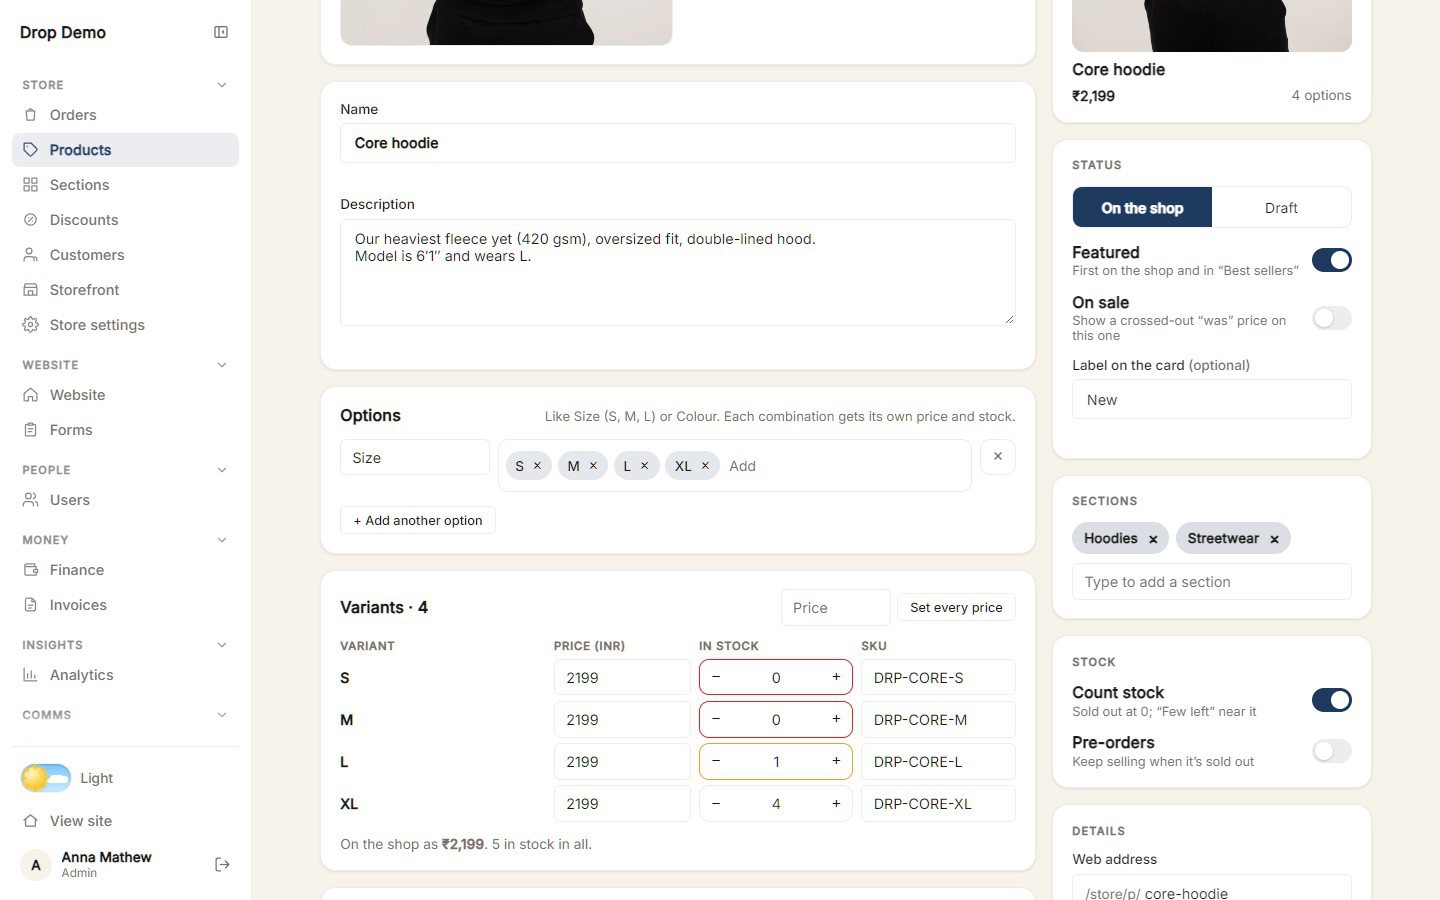 Drop Demo
STORE
Orders
Products
Sections
Discounts
Customers
Storefront
Store settings
WEBSITE
Website
Forms
PEOPLE
Users
MONEY
Finance
Invoices
INSIGHTS
Analytics
COMMS
Light
View site
A
Anna Mathew
Admin
Name
Core hoodie
Description
Our heaviest fleece yet (420 gsm), oversized fit, double-lined hood.
Model is 6'1" and wears L.
Options
Like Size (S, M, L) or Colour. Each combination gets its own price and stock.
Size
S × M × L × XL × Add
×
+ Add another option
Variants · 4
Price
Set every price
VARIANT PRICE (INR) IN STOCK SKU
S 2199 − 0 + DRP-CORE-S
M 2199 − 0 + DRP-CORE-M
L 2199 − 1 + DRP-CORE-L
XL 2199 − 4 + DRP-CORE-XL
On the shop as ₹2,199. 5 in stock in all.
Core hoodie
₹2,199 4 options
STATUS
On the shop Draft
Featured
First on the shop and in “Best sellers”
On sale
Show a crossed-out “was” price on
this one
Label on the card (optional)
New
SECTIONS
Hoodies × Streetwear ×
Type to add a section
STOCK
Count stock
Sold out at 0; “Few left” near it
Pre-orders
Keep selling when it’s sold out
DETAILS
Web address
/store/p/ core-hoodie